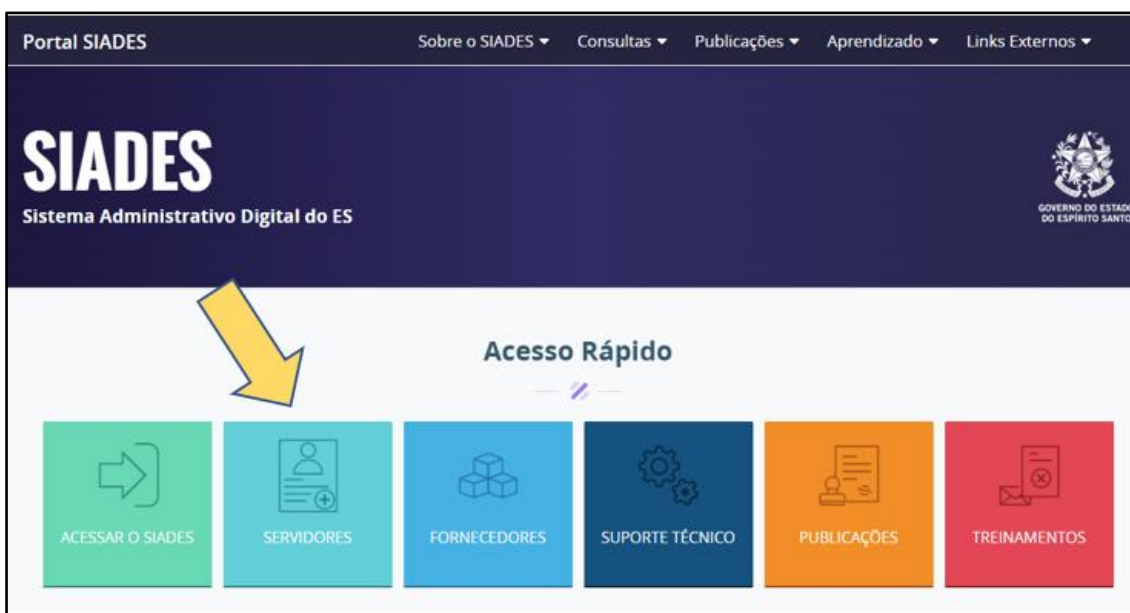 Portal SIADES
Sobre o SIADES
Consultas
Publicações
Aprendizado
Links Externos
SIADES
Sistema Administrativo Digital do ES
GOVERNO DO ESTADO
DO ESPÍRITO SANTO
Acesso Rápido
ACESSAR O SIADES
SERVIDORES
FORNECEDORES
SUPORTE TÉCNICO
PUBLICAÇÕES
TREINAMENTOS